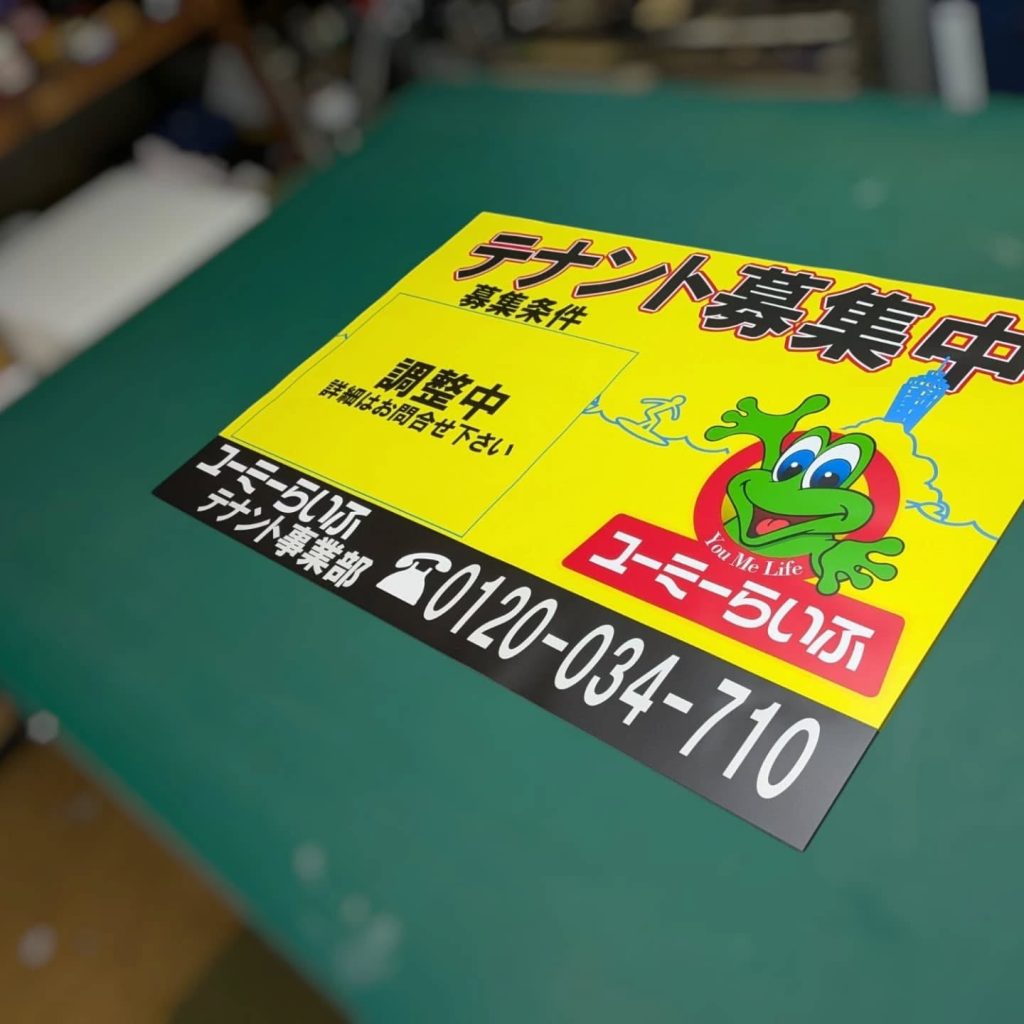 テナント募集中
募集条件
調整中
詳細はお問合せ下さい
You Me Life
ユーミーらいふ
ユーミーらいふ
テナント事業部
☎0120-034-710